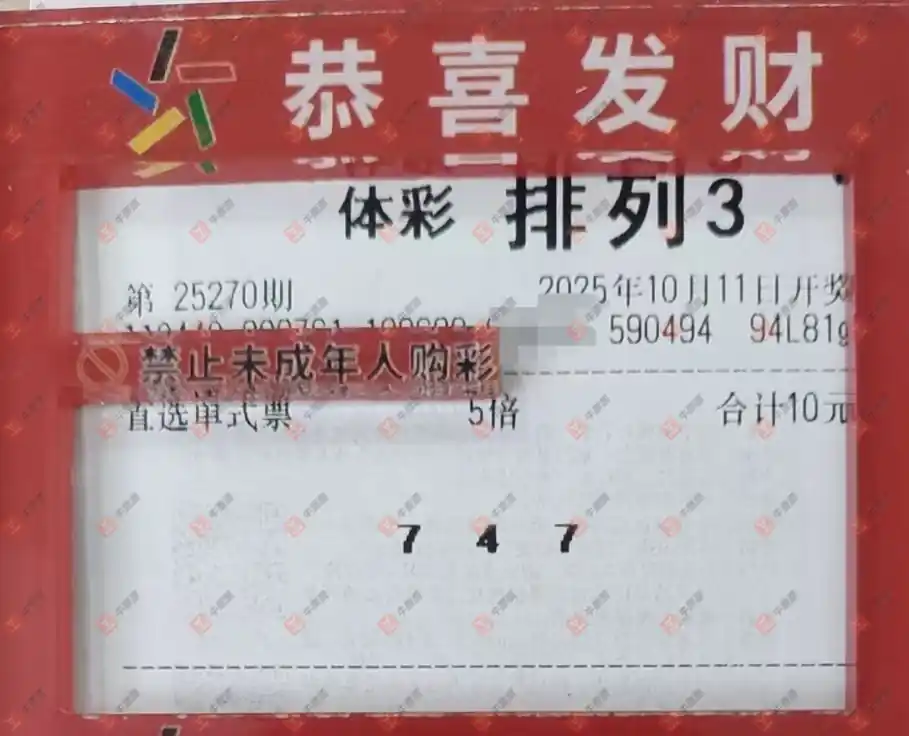 恭喜发财
体彩 排列3
第 25270期 2025年10月11日开奖
590494 94L81g
禁止未成年人购彩
直选单式票 5倍 合计10元
7 4 7